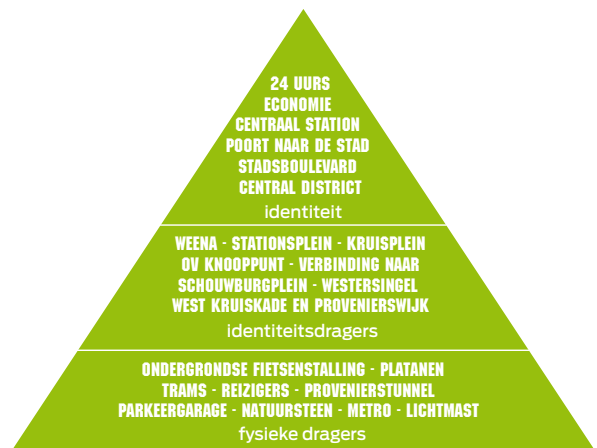 24 UURS
ECONOMIE
CENTRAAL STATION
POORT NAAR DE STAD
STADSBOULEVARD
CENTRAL DISTRICT
identiteit
WEENA - STATIONSPLEIN - KRUISPLEIN
OV KNOOPPUNT - VERBINDING NAAR
SCHOUWBURGPLEIN - WESTERSINGEL
WEST KRUISKADE EN PROVENIERSWIJK
identiteitsdragers
ONDERGRONDSE FIETSENSTALLING - PLATANEN
TRAMS - REIZIGERS - PROVENIERSTUNNEL
PARKEERGARAGE - NATUURSTEEN - METRO - LICHTMAST
fysieke dragers